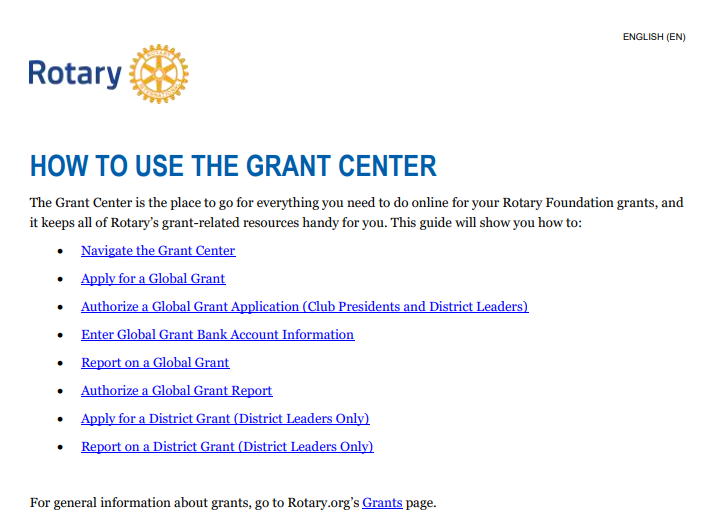 ENGLISH (EN)
Rotary
ROTARY
INTERNATIONAL
HOW TO USE THE GRANT CENTER
The Grant Center is the place to go for everything you need to do online for your Rotary Foundation grants, and
it keeps all of Rotary’s grant-related resources handy for you. This guide will show you how to:
• Navigate the Grant Center
• Apply for a Global Grant
• Authorize a Global Grant Application (Club Presidents and District Leaders)
• Enter Global Grant Bank Account Information
• Report on a Global Grant
• Authorize a Global Grant Report
• Apply for a District Grant (District Leaders Only)
• Report on a District Grant (District Leaders Only)
For general information about grants, go to Rotary.org’s Grants page.